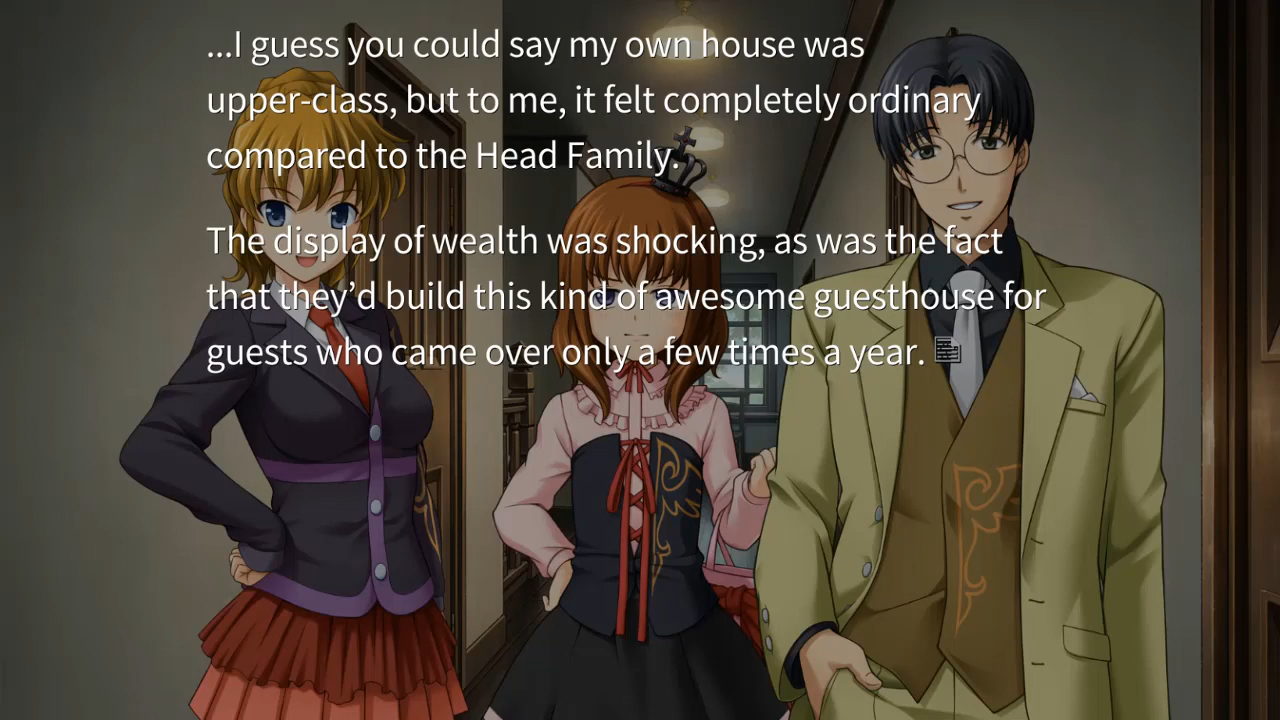 ...I guess you could say my own house was
upper-class, but to me, it felt completely ordinary
compared to the Head Family.
The display of wealth was shocking, as was the fact
that they’d build this kind of awesome guesthouse for
guests who came over only a few times a year.